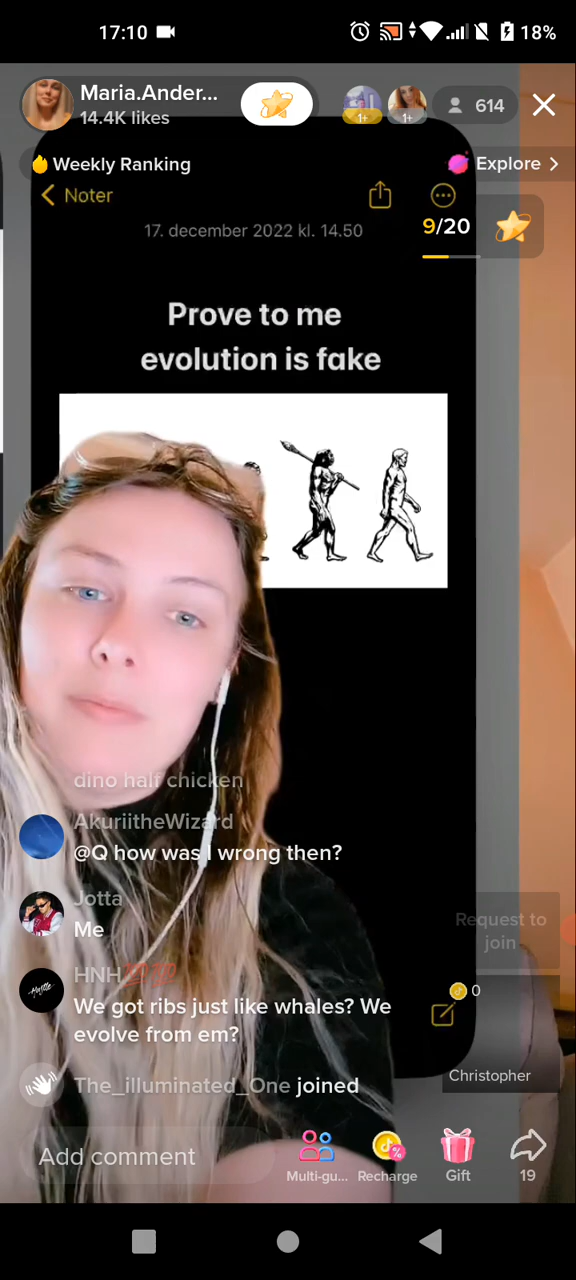 17:10
18%
Maria.Ander...
14.4K likes
1+
1+
614
Weekly Ranking
Explore
Noter
17. december 2022 kl. 14.50
9/20
Prove to me
evolution is fake
dino half chicken
AkuriitheWizard
@Q how was I wrong then?
Jotta
Me
Request to
join
HNH💯💯
We got ribs just like whales? We
evolve from em?
0
The_illuminated_One joined
Christopher
Add comment
Multi-gu...
Recharge
Gift
19